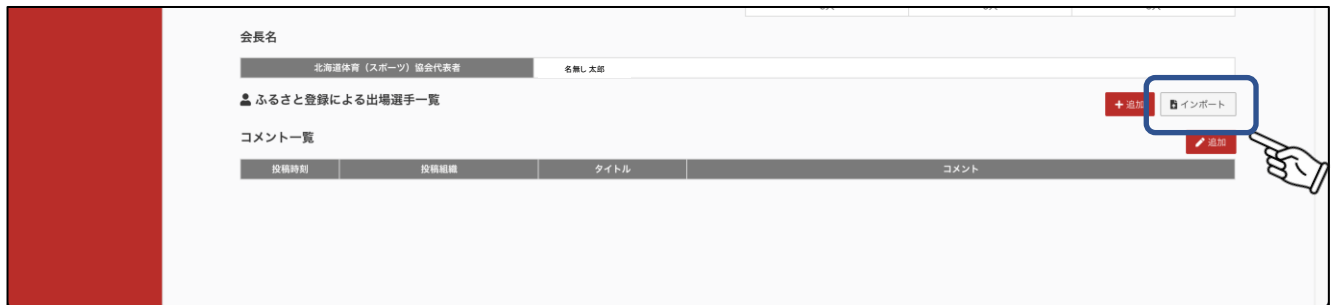 会長名
北海道体育（スポーツ）協会代表者 名無し 太郎
ふるさと登録による出場選手一覧 追加 インポート
コメント一覧 追加
投稿時刻 投稿組織 タイトル コメント